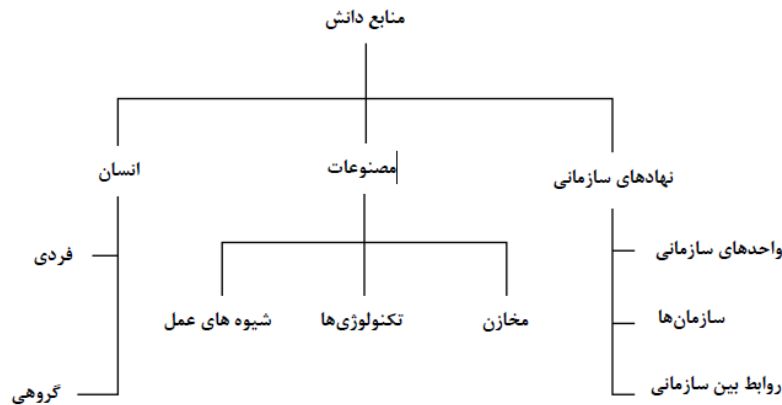 منابع دانش
نهادهای سازمانی
مصنوعات
انسان
واحدهای سازمانی
سازمان‌ها
روابط بین سازمانی
مخازن
تکنولوژی‌ها
شیوه های عمل
فردی
گروهی